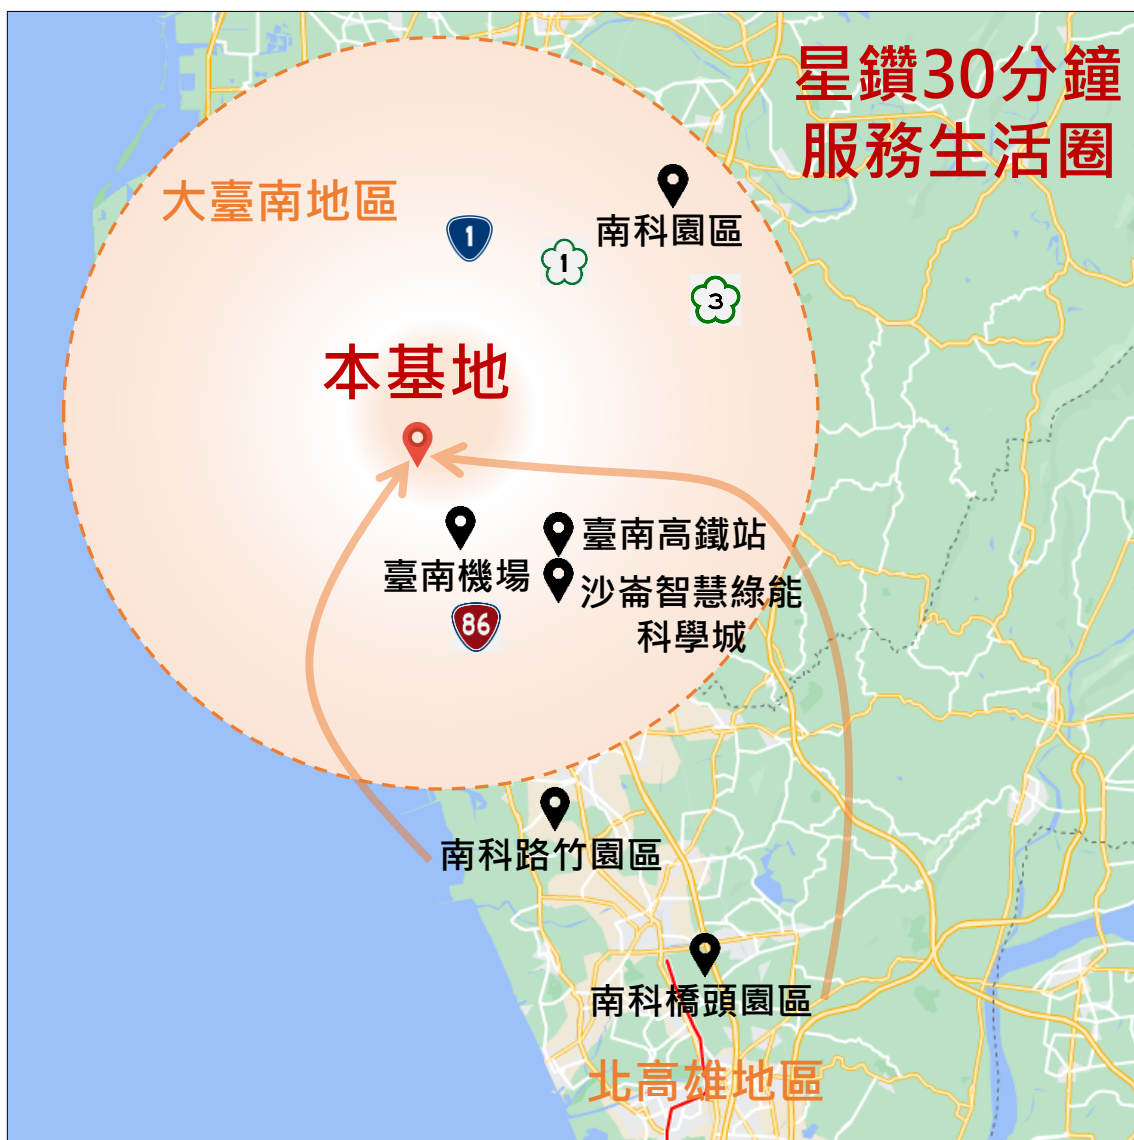 星鑽30分鐘
服務生活圈
大臺南地區
南科園區
1
1
3
本基地
臺南高鐵站
臺南機場
沙崙智慧綠能
科學城
86
南科路竹園區
南科橋頭園區
北高雄地區